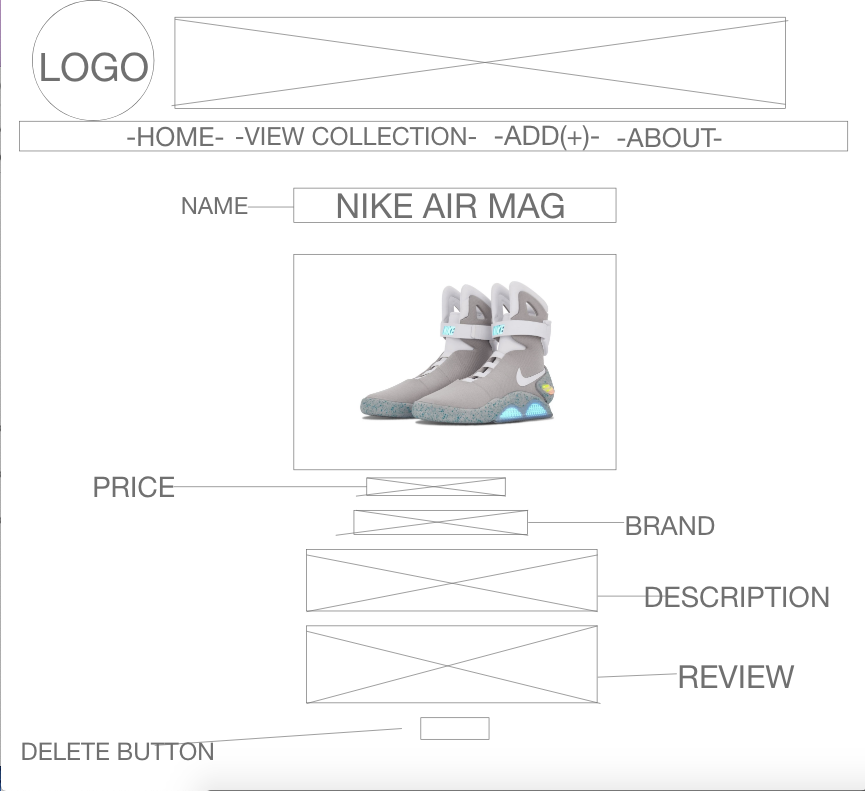 LOGO
-HOME- -VIEW COLLECTION- -ADD(+)- -ABOUT-
NAME
NIKE AIR MAG
PRICE
BRAND
DESCRIPTION
REVIEW
DELETE BUTTON